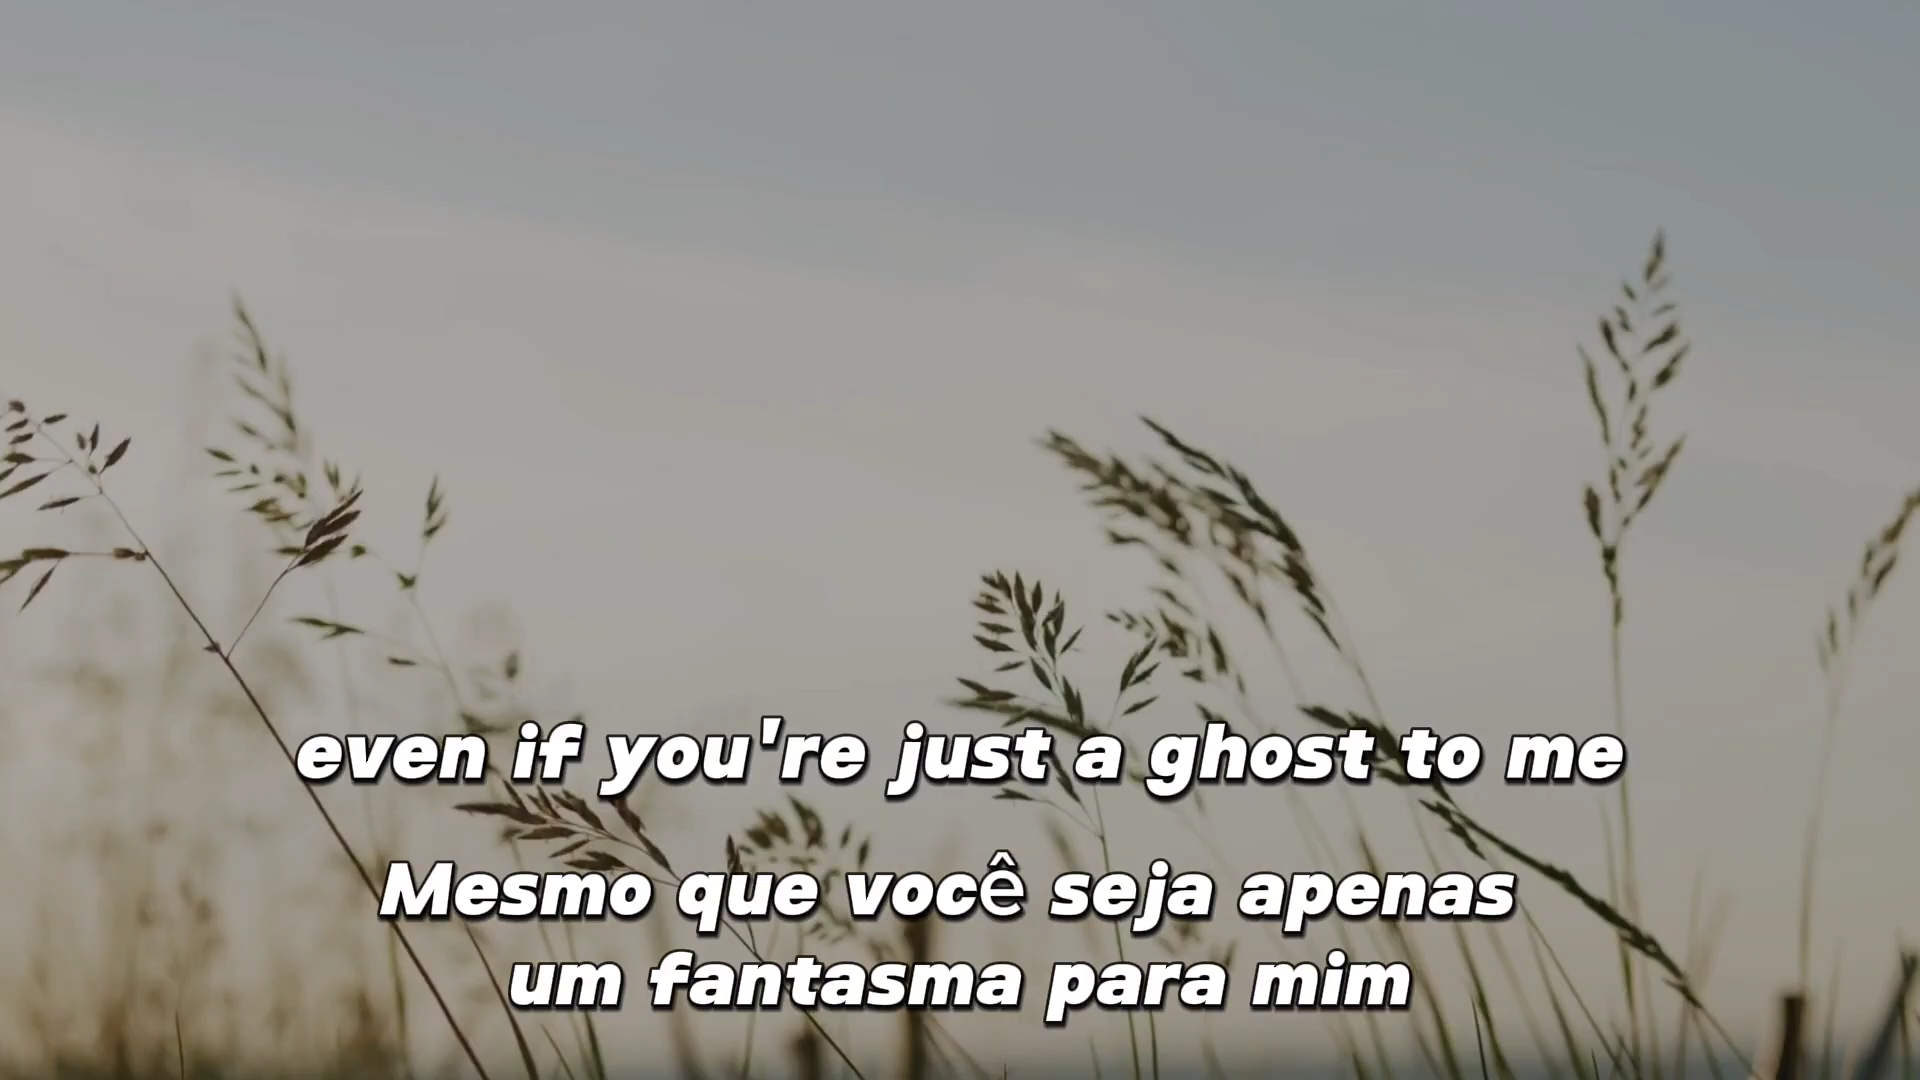 even if you're just a ghost to me
Mesmo que você seja apenas
um fantasma para mim